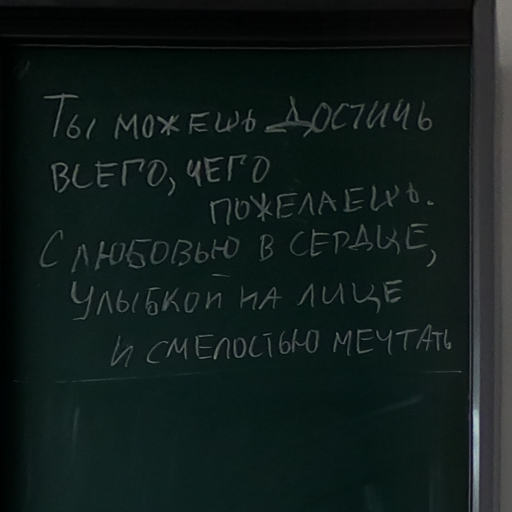 Ты можешь достичь
всего, чего
пожелаешь.
С любовью в сердце,
улыбкой на лице
и смелостью мечтать